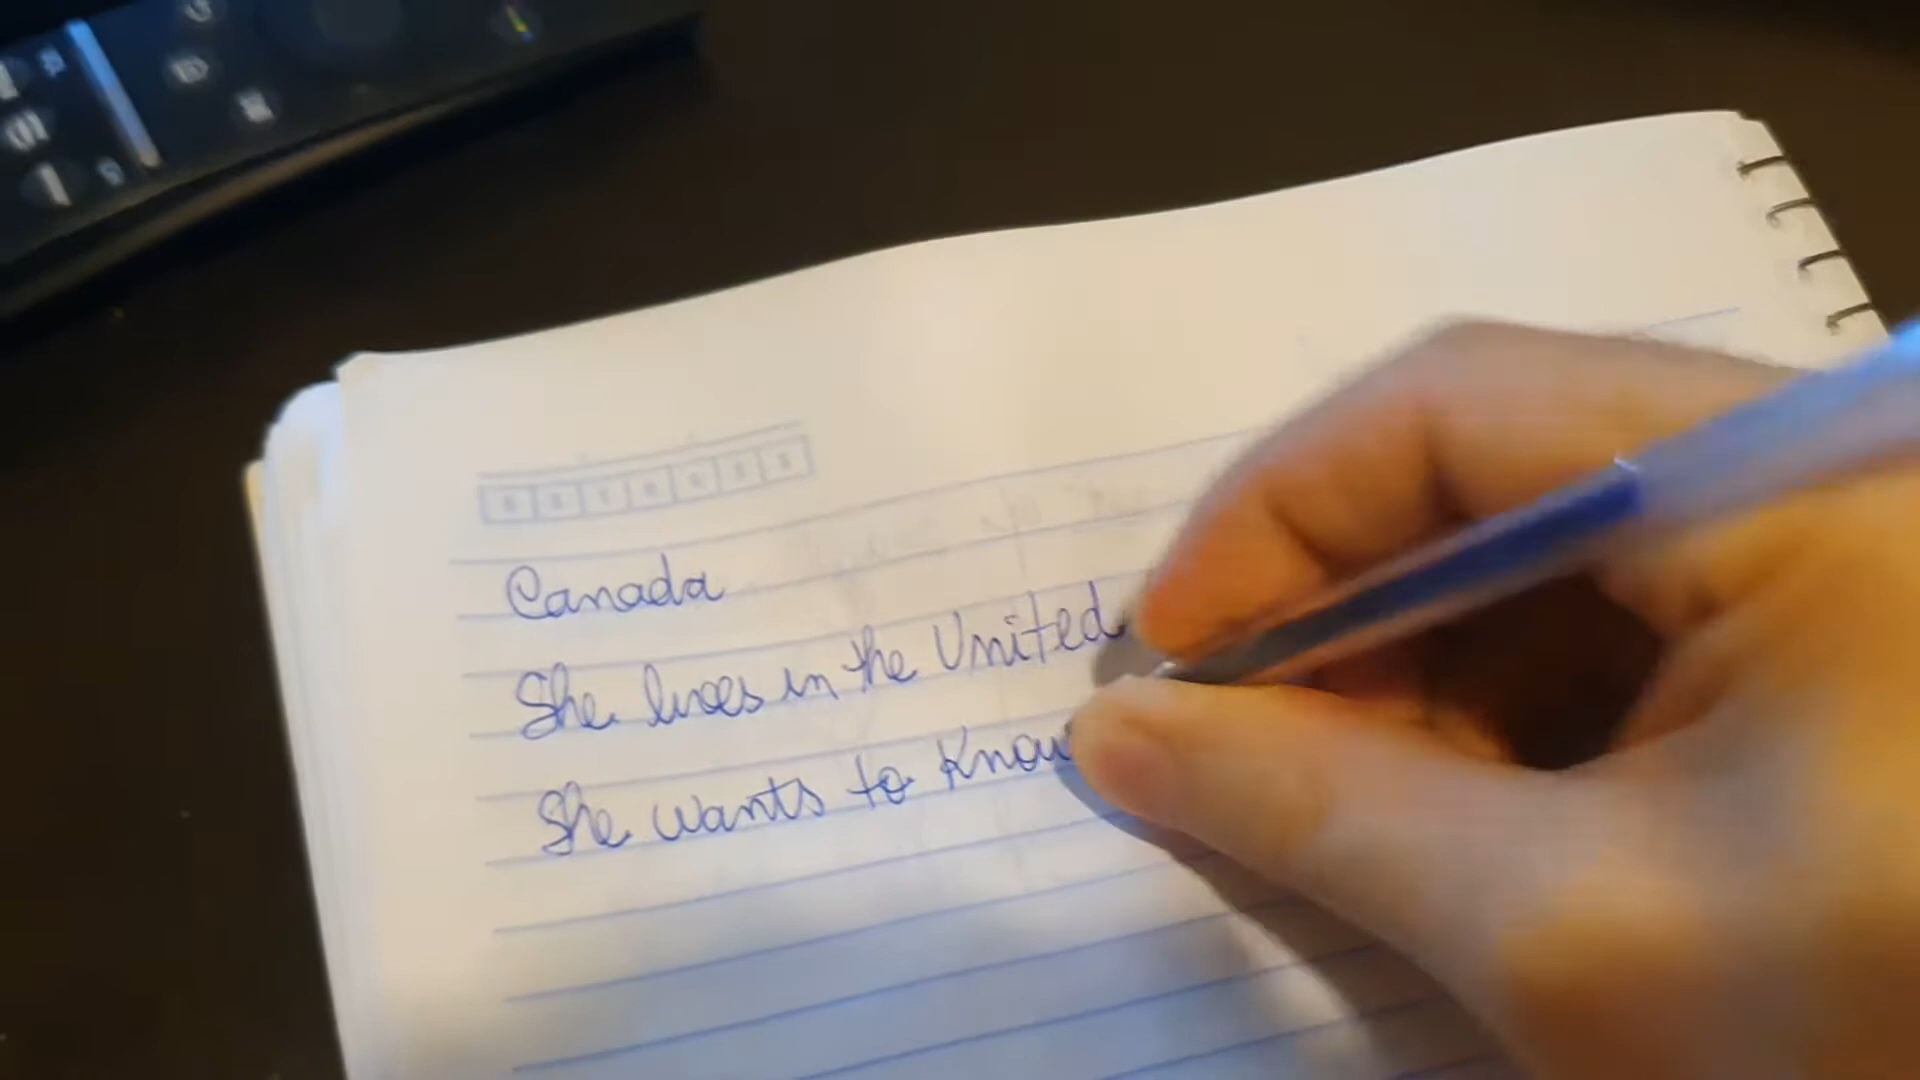 Canada
She lives in the United
She wants to Know